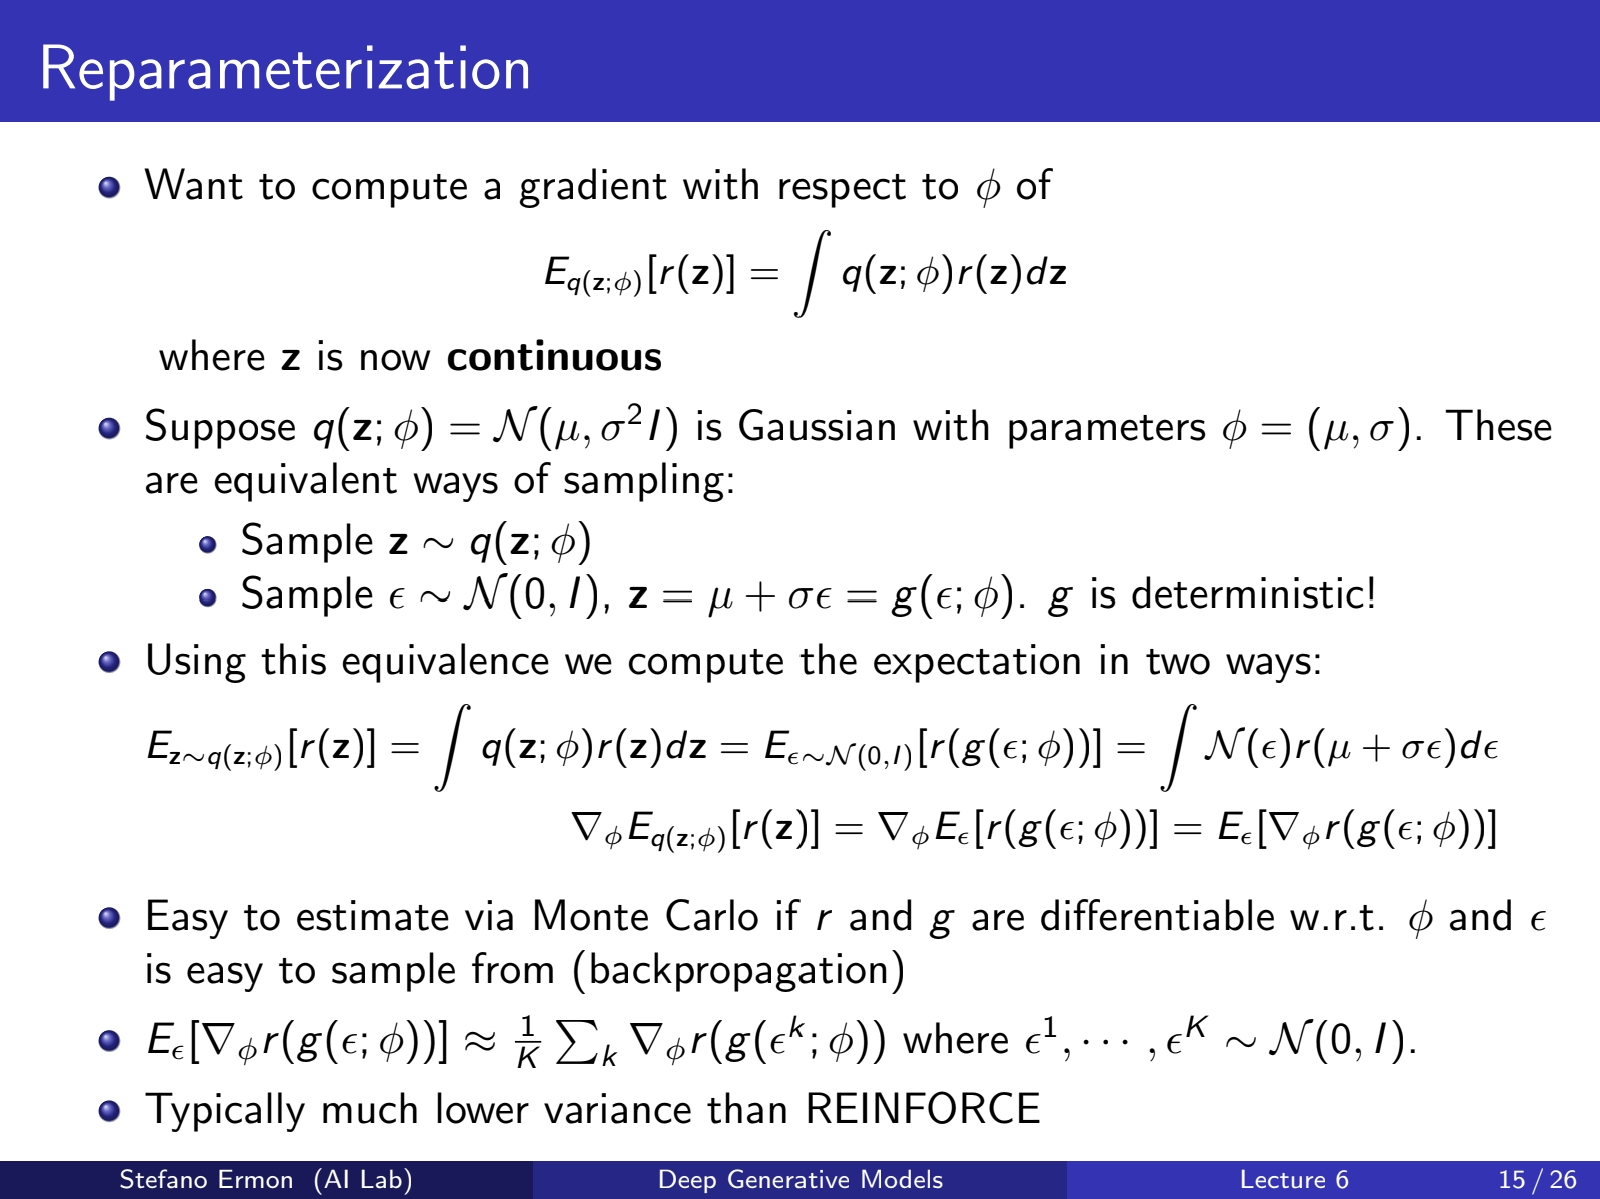 Reparameterization
Want to compute a gradient with respect to ϕ of
E_{q(𝐳;ϕ)}[r(𝐳)] = ∫ q(𝐳; ϕ)r(𝐳)d𝐳
where 𝐳 is now continuous
Suppose q(𝐳; ϕ) = 𝒩(μ, σ²I) is Gaussian with parameters ϕ = (μ, σ). These
are equivalent ways of sampling:
Sample 𝐳 ∼ q(𝐳; ϕ)
Sample ϵ ∼ 𝒩(0, I), 𝐳 = μ + σϵ = g(ϵ; ϕ). g is deterministic!
Using this equivalence we compute the expectation in two ways:
E_{𝐳∼q(𝐳;ϕ)}[r(𝐳)] = ∫ q(𝐳; ϕ)r(𝐳)d𝐳 = E_{ϵ∼𝒩(0,I)}[r(g(ϵ; ϕ))] = ∫ 𝒩(ϵ)r(μ + σϵ)dϵ
∇_ϕ E_{q(𝐳;ϕ)}[r(𝐳)] = ∇_ϕ E_ϵ[r(g(ϵ; ϕ))] = E_ϵ[∇_ϕ r(g(ϵ; ϕ))]
Easy to estimate via Monte Carlo if r and g are differentiable w.r.t. ϕ and ϵ
is easy to sample from (backpropagation)
E_ϵ[∇_ϕ r(g(ϵ; ϕ))] ≈ 1/K ∑_k ∇_ϕ r(g(ϵ^k; ϕ)) where ϵ^1, ⋯ , ϵ^K ∼ 𝒩(0, I).
Typically much lower variance than REINFORCE
Stefano Ermon (AI Lab) Deep Generative Models Lecture 6 15 / 26